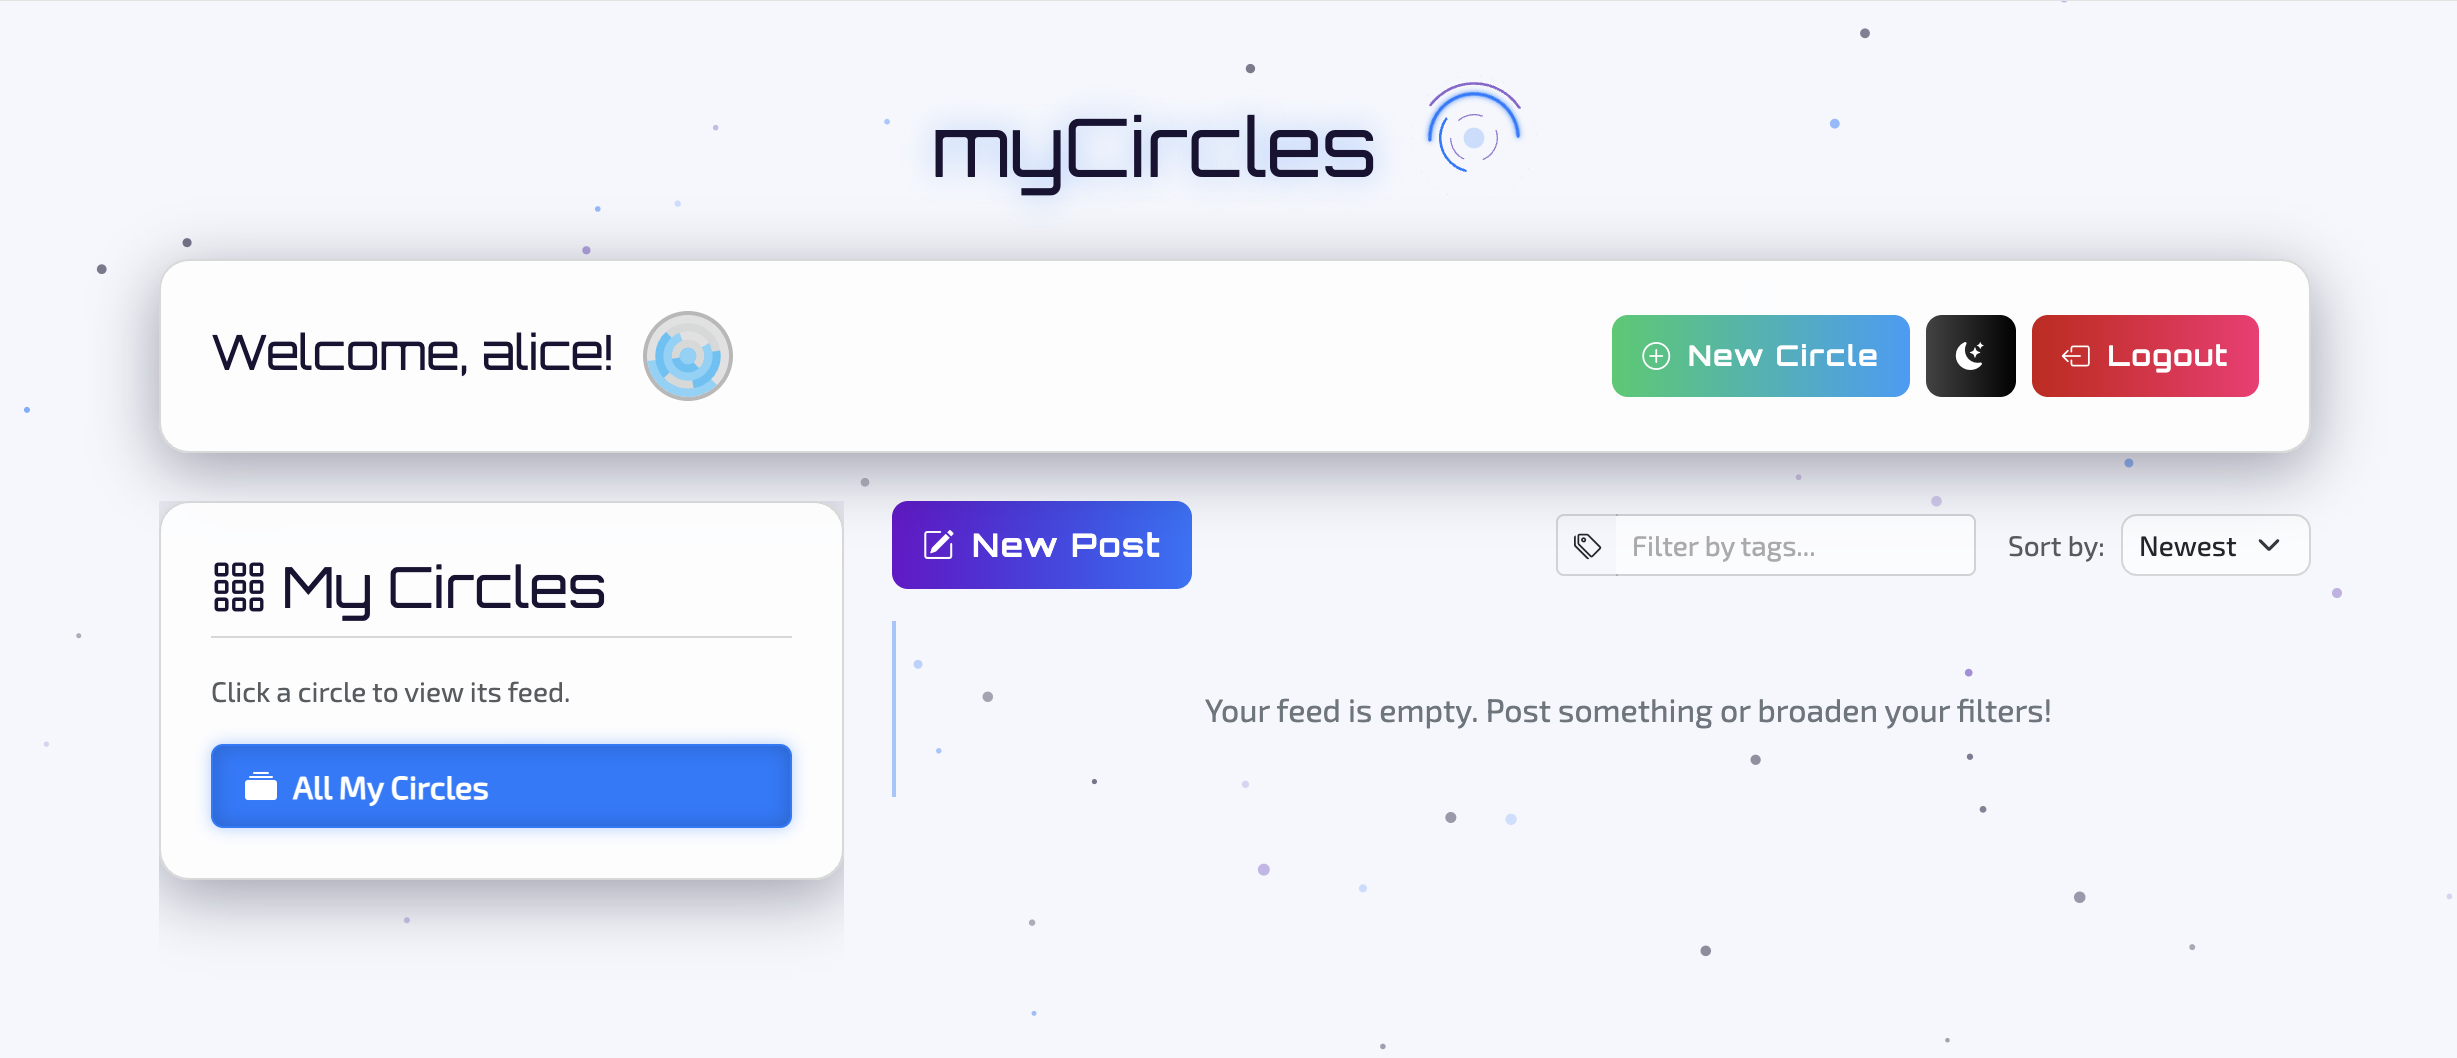 myCircles
Welcome, alice!
New Circle
Logout
My Circles
Click a circle to view its feed.
All My Circles
New Post
Filter by tags...
Sort by:
Newest
Your feed is empty. Post something or broaden your filters!